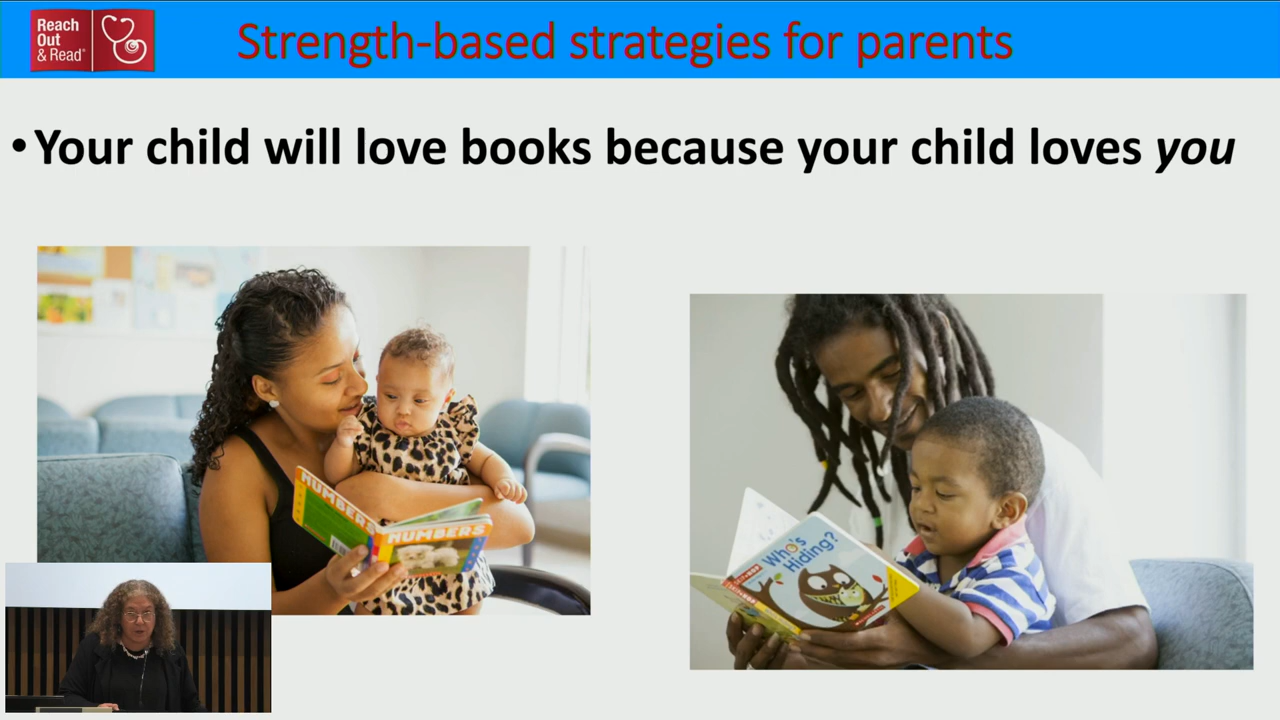 Reach
Out
& Read®
Strength-based strategies for parents
• Your child will love books because your child loves you
NUMBERS
NUMBERS
Who's
Hiding?